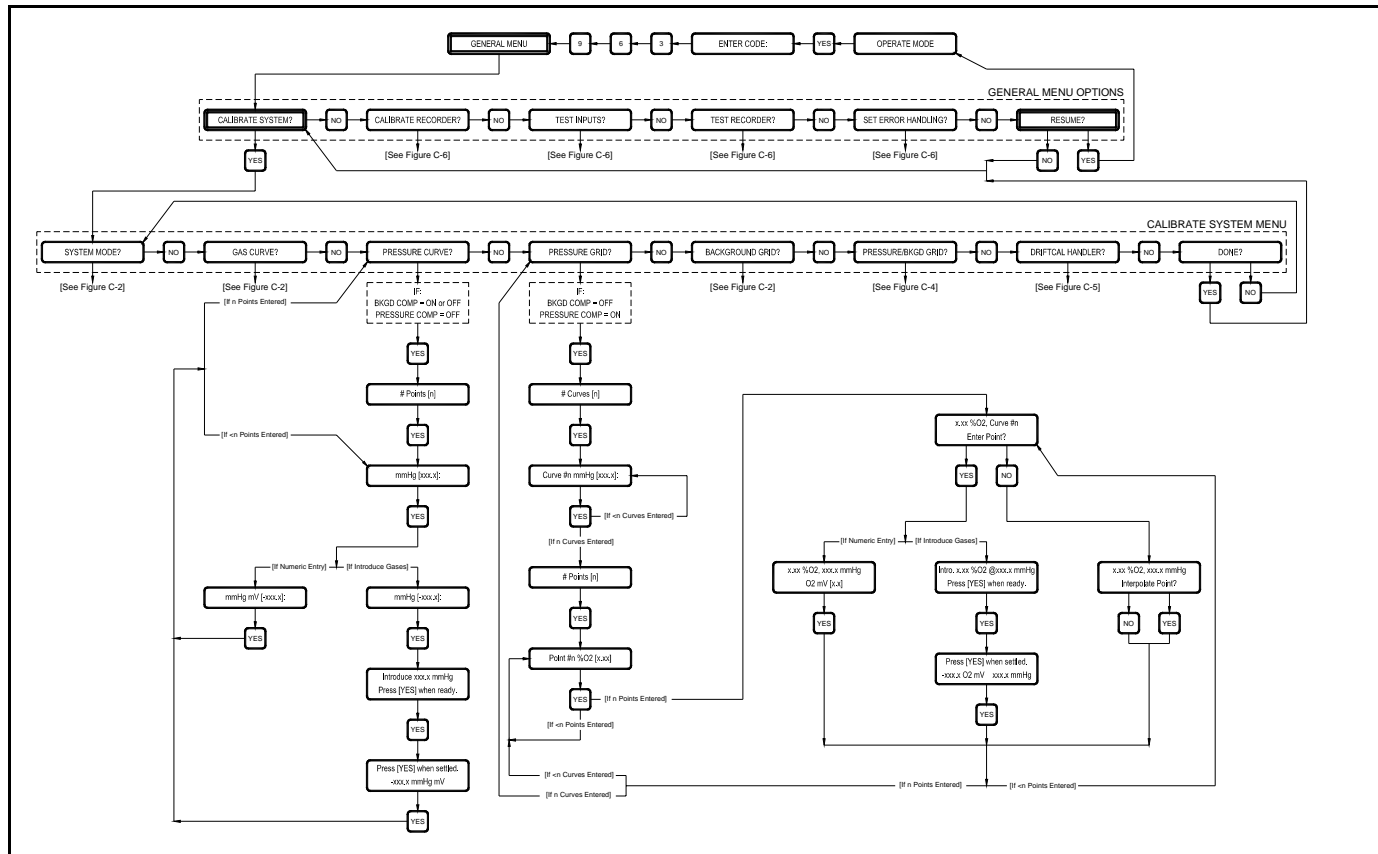 GENERAL MENU
9
6
3
ENTER CODE:
YES
OPERATE MODE
GENERAL MENU OPTIONS
CALIBRATE SYSTEM?
NO
CALIBRATE RECORDER?
NO
TEST INPUTS?
NO
TEST RECORDER?
NO
SET ERROR HANDLING?
NO
RESUME?
YES
[See Figure C-6]
[See Figure C-6]
[See Figure C-6]
[See Figure C-6]
NO
YES
CALIBRATE SYSTEM MENU
SYSTEM MODE?
NO
GAS CURVE?
NO
PRESSURE CURVE?
NO
PRESSURE GRID?
NO
BACKGROUND GRID?
NO
PRESSURE/BKGD GRID?
NO
DRIFTCAL HANDLER?
NO
DONE?
[See Figure C-2]
[See Figure C-2]
[See Figure C-2]
[See Figure C-4]
[See Figure C-5]
YES
NO
[If n Points Entered]
IF:
BKGD COMP = ON or OFF
PRESSURE COMP = OFF
IF:
BKGD COMP = OFF
PRESSURE COMP = ON
YES
YES
# Points [n]
# Curves [n]
YES
YES
[If <n Points Entered]
x.xx %O2, Curve #n
Enter Point?
mmHg [xxx.x]:
Curve #n mmHg [xxx.x]:
YES
NO
YES
YES
[If <n Curves Entered]
[If n Curves Entered]
[If Numeric Entry]
[If Introduce Gases]
[If Numeric Entry]
[If Introduce Gases]
# Points [n]
x.xx %O2, xxx.x mmHg
O2 mV [x.x]
Intro. x.xx %O2 @xxx.x mmHg
Press [YES] when ready.
x.xx %O2, xxx.x mmHg
Interpolate Point?
mmHg mV [-xxx.x]:
mmHg [-xxx.x]:
YES
YES
YES
NO
YES
YES
YES
Point #n %O2 [x.xx]
Introduce xxx.x mmHg
Press [YES] when ready.
Press [YES] when settled.
-xxx.x O2 mV xxx.x mmHg
YES
[If n Points Entered]
YES
YES
[If <n Points Entered]
Press [YES] when settled.
-xxx.x mmHg mV
[If <n Curves Entered]
[If n Curves Entered]
[If n Points Entered]
[If <n Points Entered]
YES